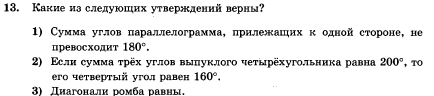 13. Какие из следующих утверждений верны?
1) Сумма углов параллелограмма, прилежащих к одной стороне, не
превосходит 180°.
2) Если сумма трёх углов выпуклого четырёхугольника равна 200°, то
его четвертый угол равен 160°.
3) Диагонали ромба равны.